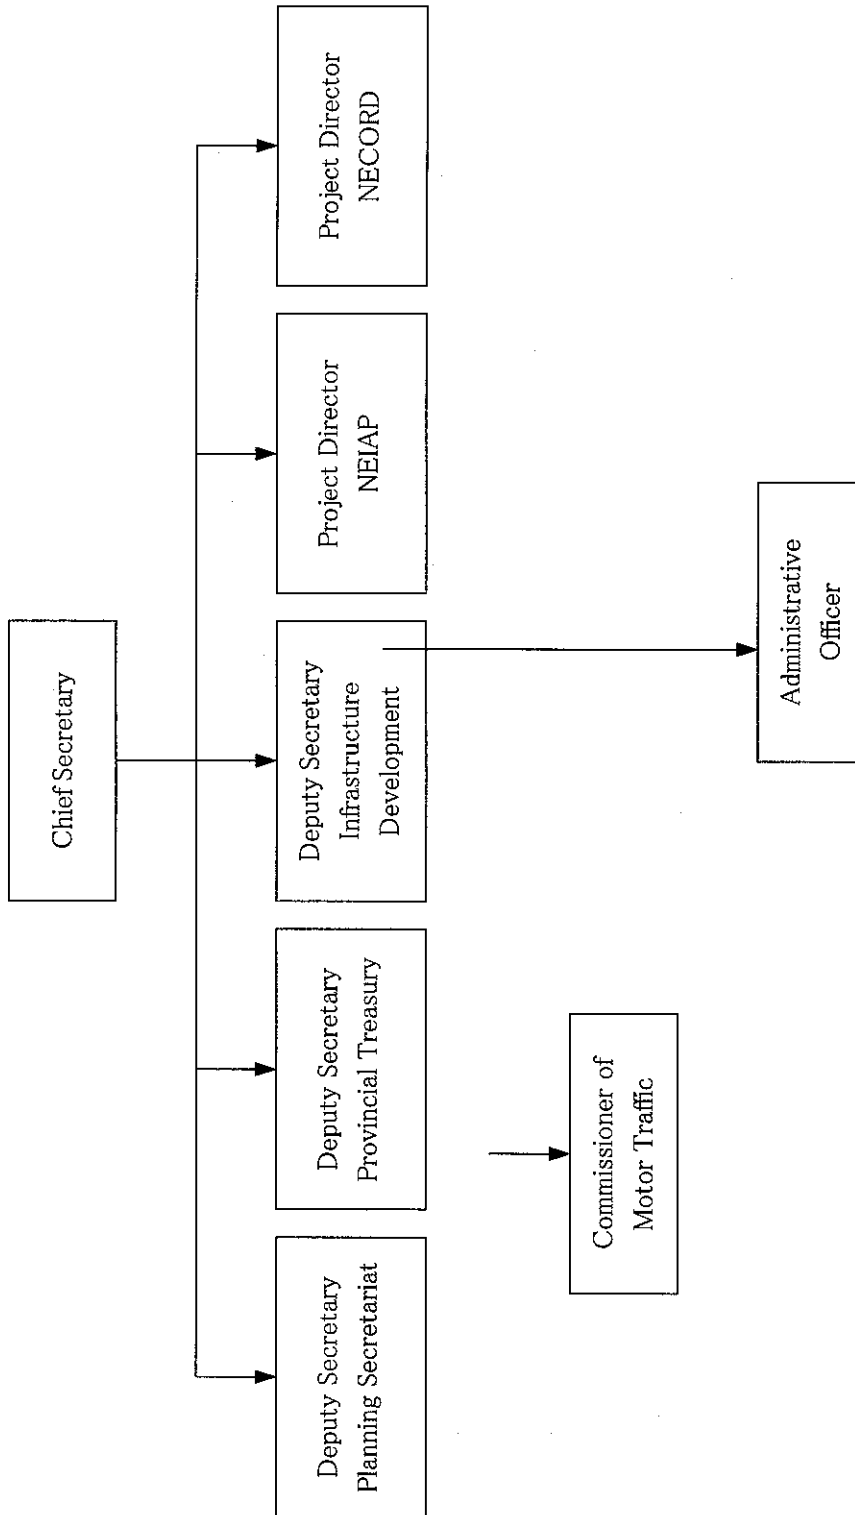 Chief Secretary
Deputy Secretary
Planning Secretariat
Deputy Secretary
Provincial Treasury
Deputy Secretary
Infrastructure
Development
Project Director
NEIAP
Project Director
NECORD
Commissioner of
Motor Traffic
Administrative
Officer